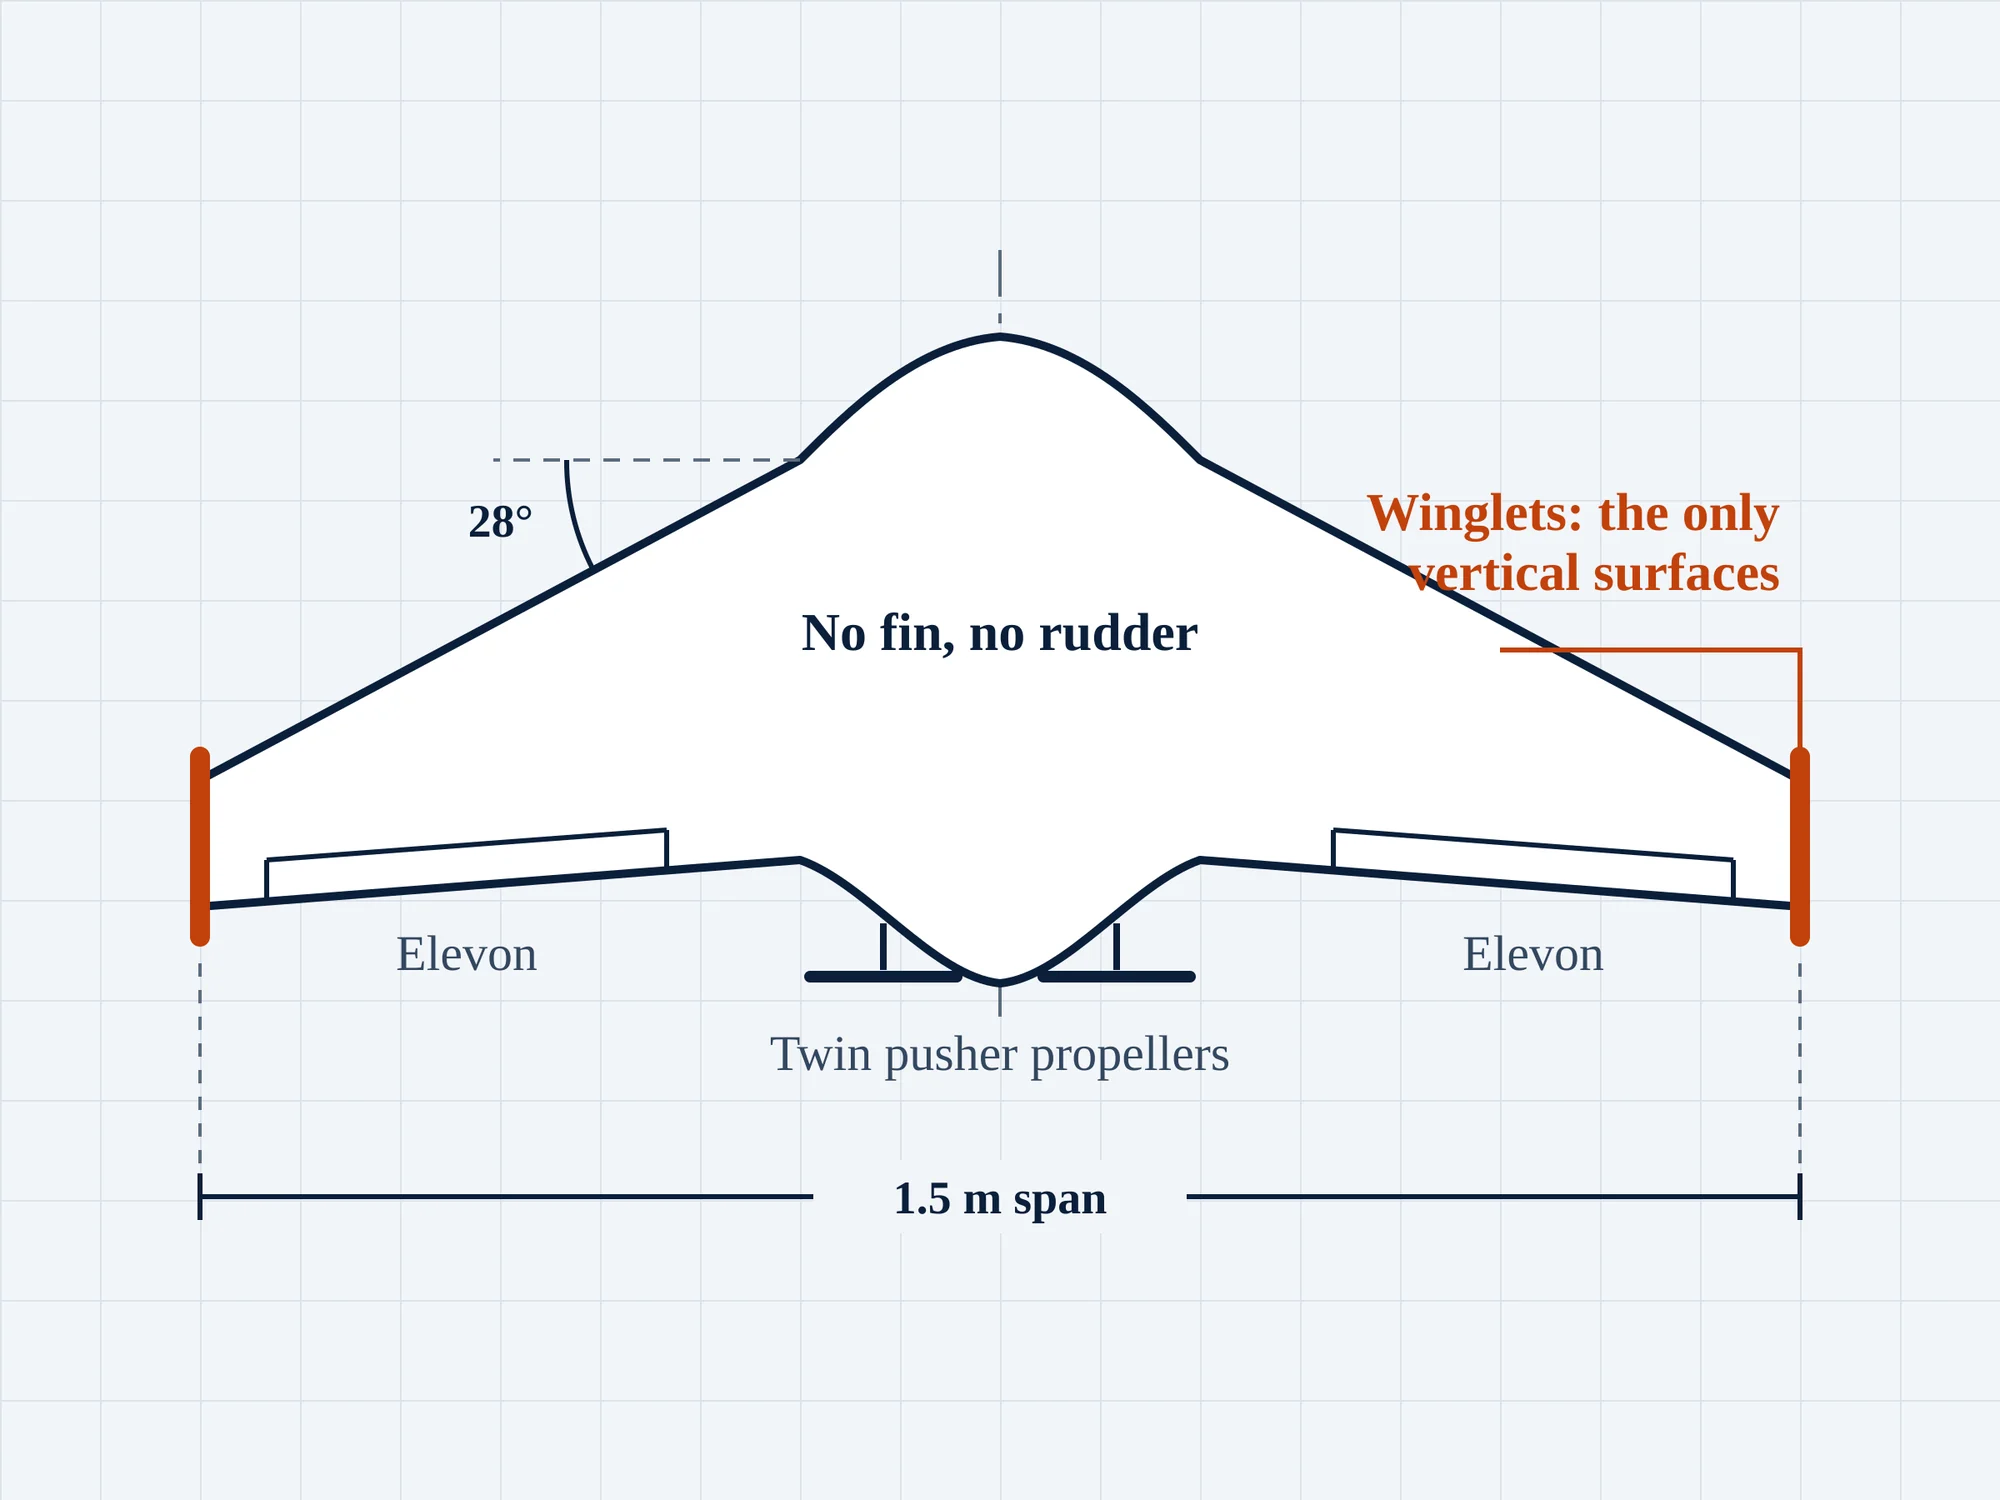 Winglets: the only
vertical surfaces
28°
No fin, no rudder
Elevon
Elevon
Twin pusher propellers
1.5 m span